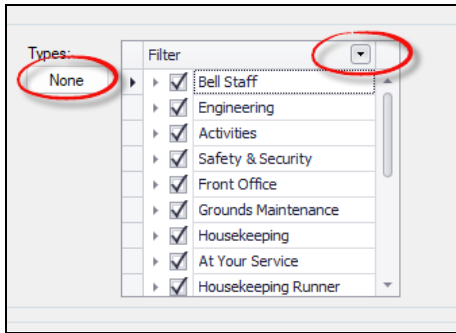 Types:
None
Filter
Bell Staff
Engineering
Activities
Safety & Security
Front Office
Grounds Maintenance
Housekeeping
At Your Service
Housekeeping Runner